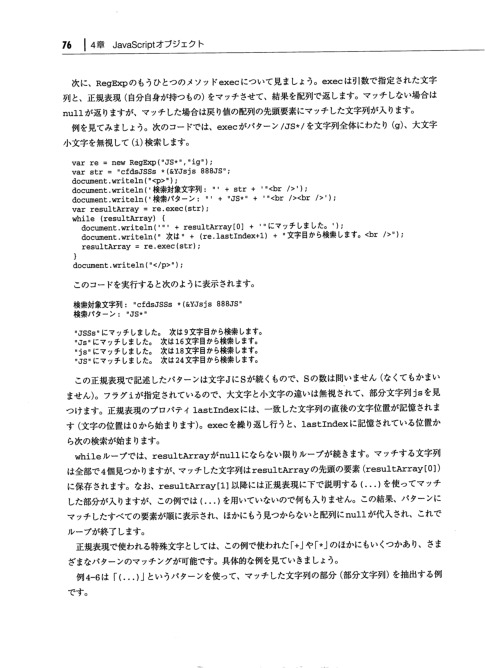 76 4章 JavaScriptオブジェクト
次に、RegExpのもうひとつのメソッドexecについて見ましょう。execは引数で指定された文字
列と、正規表現（自分自身が持つもの）をマッチさせて、結果を配列で返します。マッチしない場合は
nullが返りますが、マッチした場合は戻り値の配列の先頭要素にマッチした文字列が入ります。
例を見てみましょう。次のコードでは、execがパターン/JS*/を文字列全体にわたり（g）、大文字
小文字を無視して（i）検索します。
var re = new RegExp("JS*","ig");
var str = "cfdsJSSs *(&YJsjs 888JS";
document.writeln("<p>");
document.writeln('検索対象文字列： "' + str + '"<br />');
document.writeln('検索パターン： "' + "JS*" + '"<br /><br />');
var resultArray = re.exec(str);
while (resultArray) {
document.writeln('"' + resultArray[0] + '"にマッチしました。');
document.writeln(" 次は" + (re.lastIndex+1) + "文字目から検索します。<br />");
resultArray = re.exec(str);
}
document.writeln("</p>");
このコードを実行すると次のように表示されます。
検索対象文字列： "cfdsJSSs *(&YJsjs 888JS"
検索パターン： "JS*"
"JSSs"にマッチしました。 次は9文字目から検索します。
"Js"にマッチしました。 次は16文字目から検索します。
"js"にマッチしました。 次は18文字目から検索します。
"JS"にマッチしました。 次は24文字目から検索します。
この正規表現で記述したパターンは文字JにSが続くもので、Sの数は問いません（なくてもかまい
ません）。フラグiが指定されているので、大文字と小文字の違いは無視されて、部分文字列jsを見
つけます。正規表現のプロパティlastIndexには、一致した文字列の直後の文字位置が記憶されま
す（文字の位置は0から始まります）。execを繰り返し行うと、lastIndexに記憶されている位置か
ら次の検索が始まります。
whileループでは、resultArrayがnullにならない限りループが続きます。マッチする文字列
は全部で4個見つかりますが、マッチした文字列はresultArrayの先頭の要素（resultArray[0]）
に保存されます。なお、resultArray[1]以降には正規表現に下で説明する(...)を使ってマッチ
した部分が入りますが、この例では(...)を用いていないので何も入りません。この結果、パターンに
マッチしたすべての要素が順に表示され、ほかにもう見つからないと配列にnullが代入され、これで
ループが終了します。
正規表現で使われる特殊文字としては、この例で使われた「+」や「*」のほかにもいくつかあり、さま
ざまなパターンのマッチングが可能です。具体的な例を見ていきましょう。
例4-6は「(...)」というパターンを使って、マッチした文字列の部分（部分文字列）を抽出する例
です。